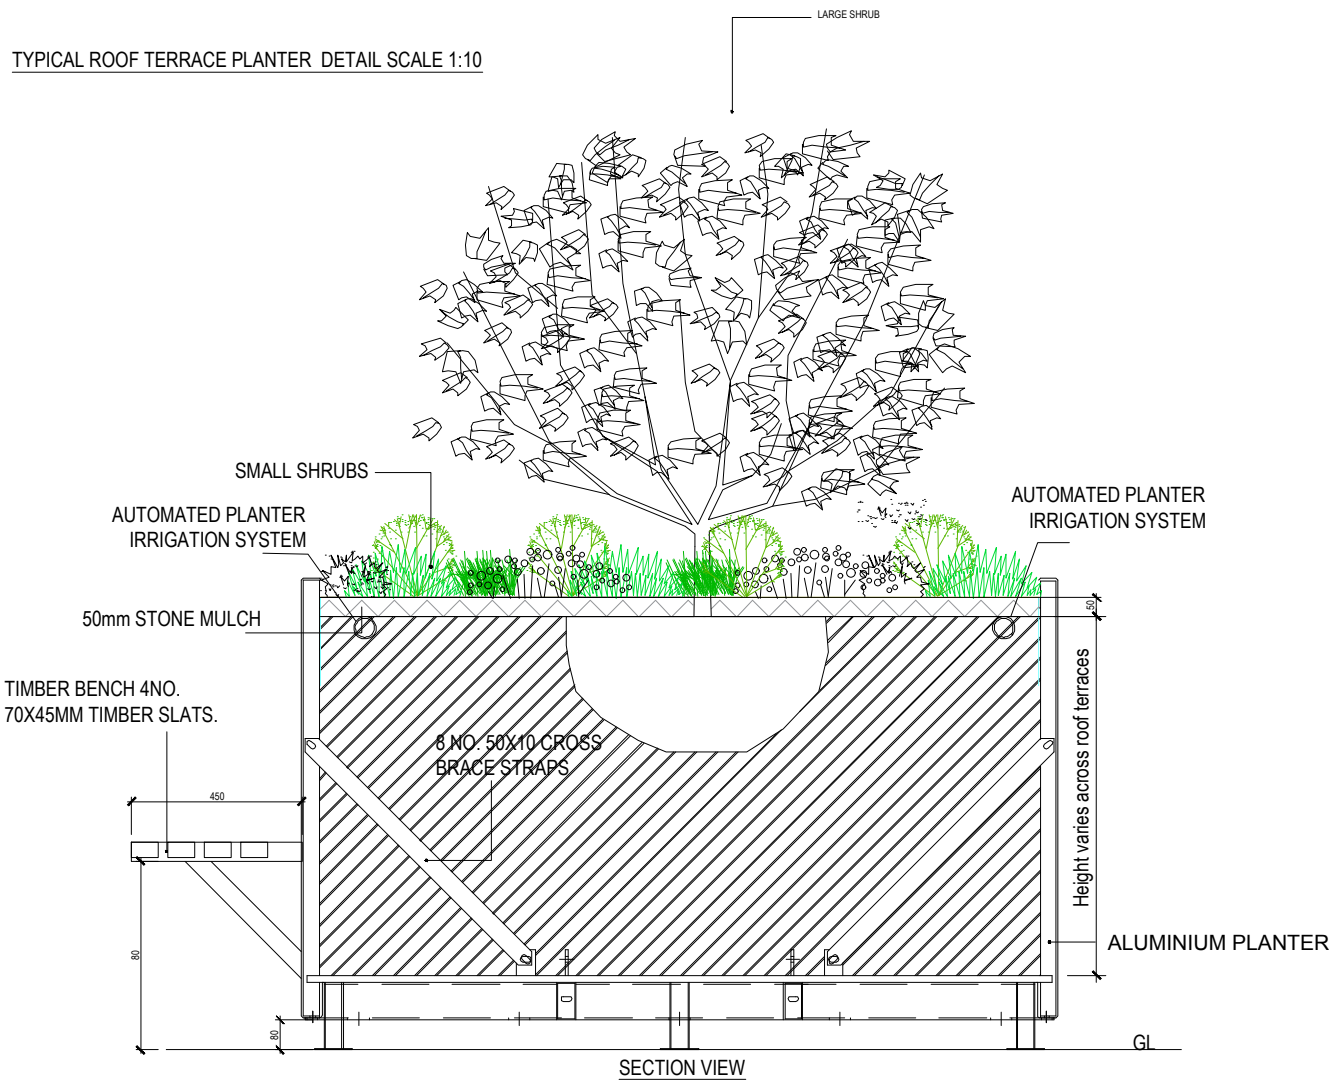 LARGE SHRUB
TYPICAL ROOF TERRACE PLANTER DETAIL SCALE 1:10
SMALL SHRUBS
AUTOMATED PLANTER
IRRIGATION SYSTEM
AUTOMATED PLANTER
IRRIGATION SYSTEM
50mm STONE MULCH
50
TIMBER BENCH 4NO.
70X45MM TIMBER SLATS.
8 NO. 50X10 CROSS
BRACE STRAPS
Height varies across roof terraces
450
80
ALUMINIUM PLANTER
80
GL
SECTION VIEW